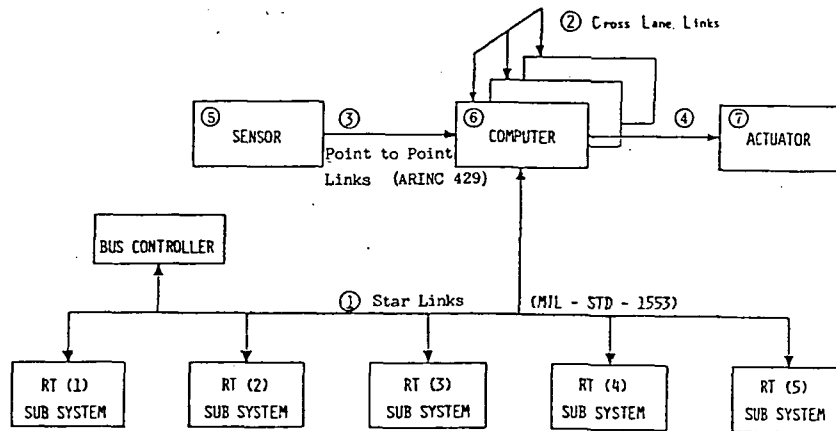 ② Cross Lane Links
⑤ SENSOR
③
⑥ COMPUTER
④
⑦ ACTUATOR
Point to Point
Links (ARINC 429)
BUS CONTROLLER
① Star Links (MIL - STD - 1553)
RT (1)
SUB SYSTEM
RT (2)
SUB SYSTEM
RT (3)
SUB SYSTEM
RT (4)
SUB SYSTEM
RT (5)
SUB SYSTEM